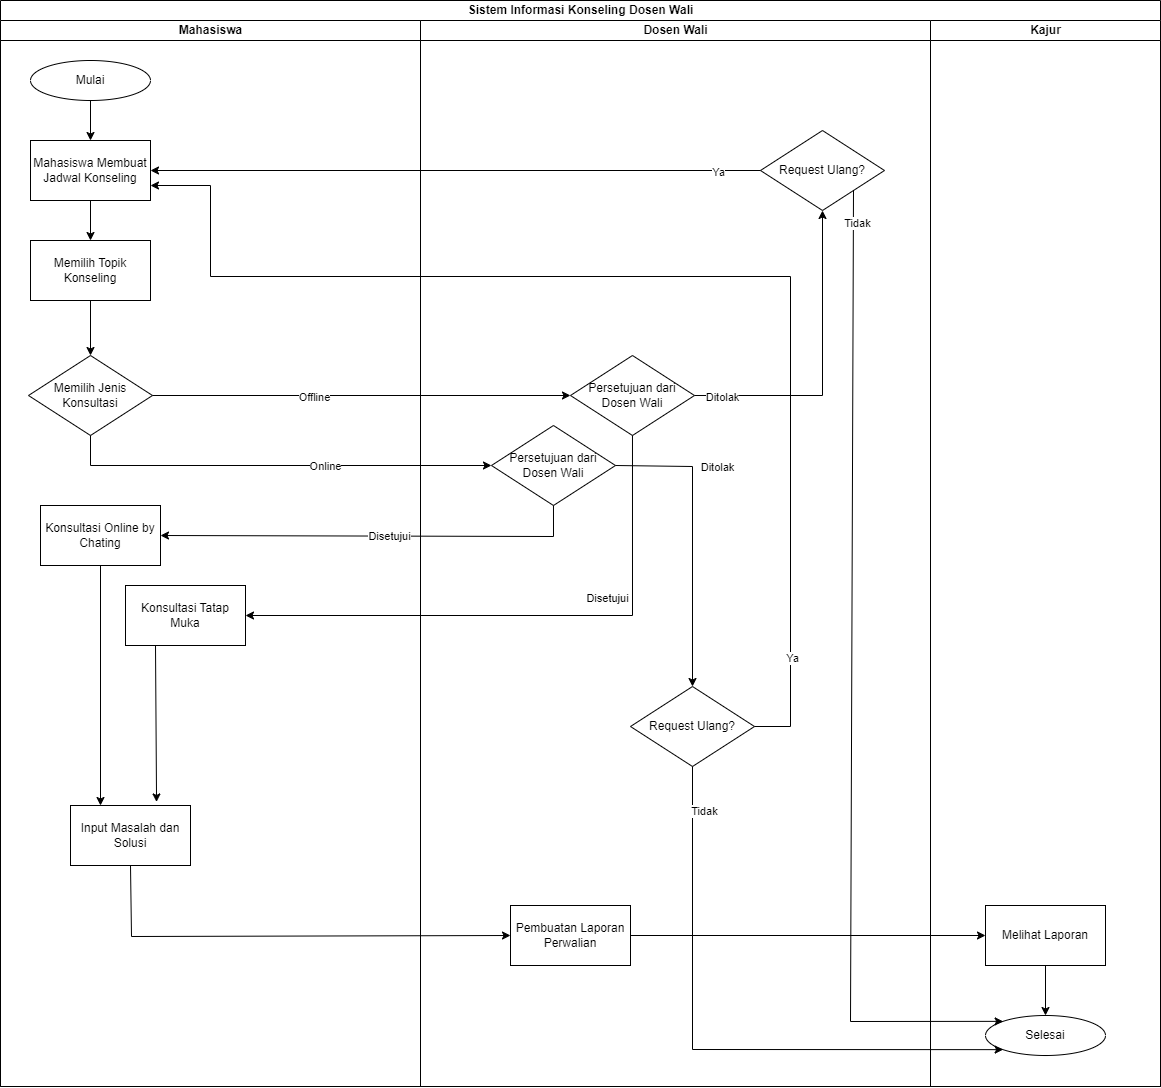 Sistem Informasi Konseling Dosen Wali
Mahasiswa
Dosen Wali
Kajur
Mulai
Mahasiswa Membuat
Jadwal Konseling
Ya
Request Ulang?
Tidak
Memilih Topik
Konseling
Memilih Jenis
Konsultasi
Offline
Persetujuan dari
Dosen Wali
Ditolak
Online
Persetujuan dari
Dosen Wali
Ditolak
Konsultasi Online by
Chating
Disetujui
Konsultasi Tatap
Muka
Disetujui
Ya
Request Ulang?
Tidak
Input Masalah dan
Solusi
Pembuatan Laporan
Perwalian
Melihat Laporan
Selesai